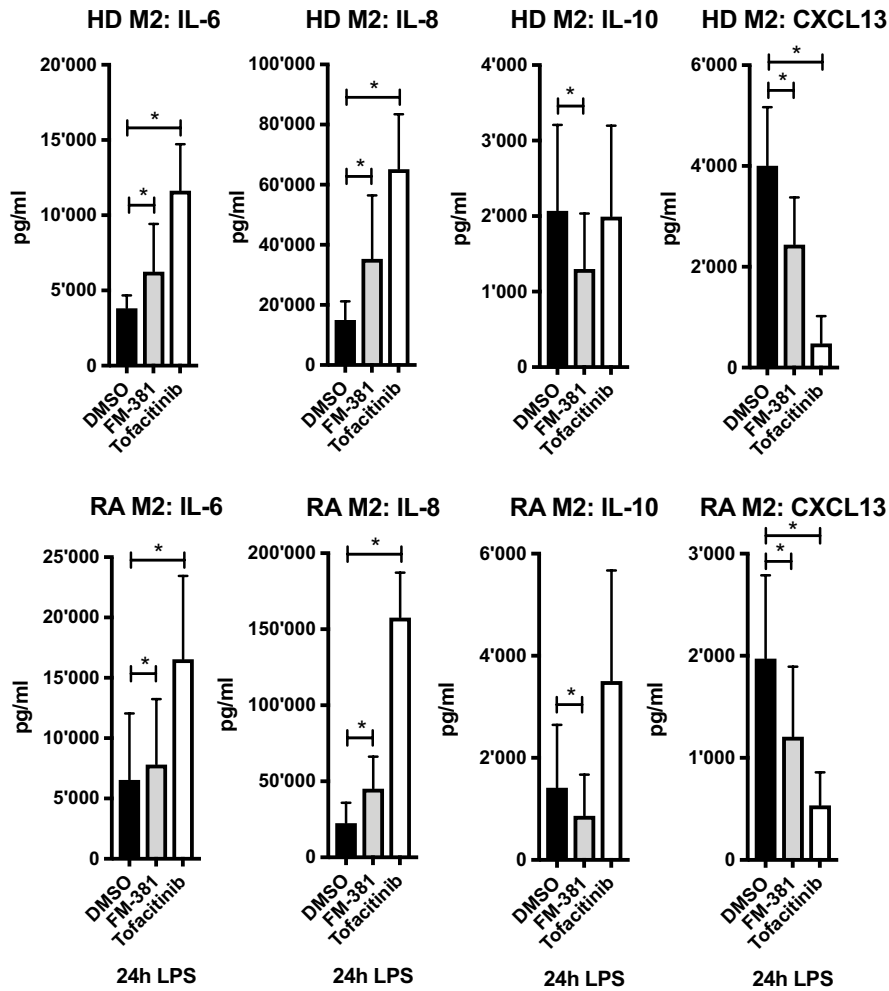 HD M2: IL-6
20'000
15'000
10'000
5'000
0
pg/ml
*
*
DMSO
FM-381
Tofacitinib
HD M2: IL-8
100'000
80'000
60'000
40'000
20'000
0
pg/ml
*
*
DMSO
FM-381
Tofacitinib
HD M2: IL-10
4'000
3'000
2'000
1'000
0
pg/ml
*
DMSO
FM-381
Tofacitinib
HD M2: CXCL13
6'000
4'000
2'000
0
pg/ml
*
*
DMSO
FM-381
Tofacitinib
RA M2: IL-6
25'000
20'000
15'000
10'000
5'000
0
pg/ml
*
*
DMSO
FM-381
Tofacitinib
24h LPS
RA M2: IL-8
200'000
150'000
100'000
50'000
0
pg/ml
*
*
DMSO
FM-381
Tofacitinib
24h LPS
RA M2: IL-10
6'000
4'000
2'000
0
pg/ml
*
DMSO
FM-381
Tofacitinib
24h LPS
RA M2: CXCL13
3'000
2'000
1'000
0
pg/ml
*
*
DMSO
FM-381
Tofacitinib
24h LPS